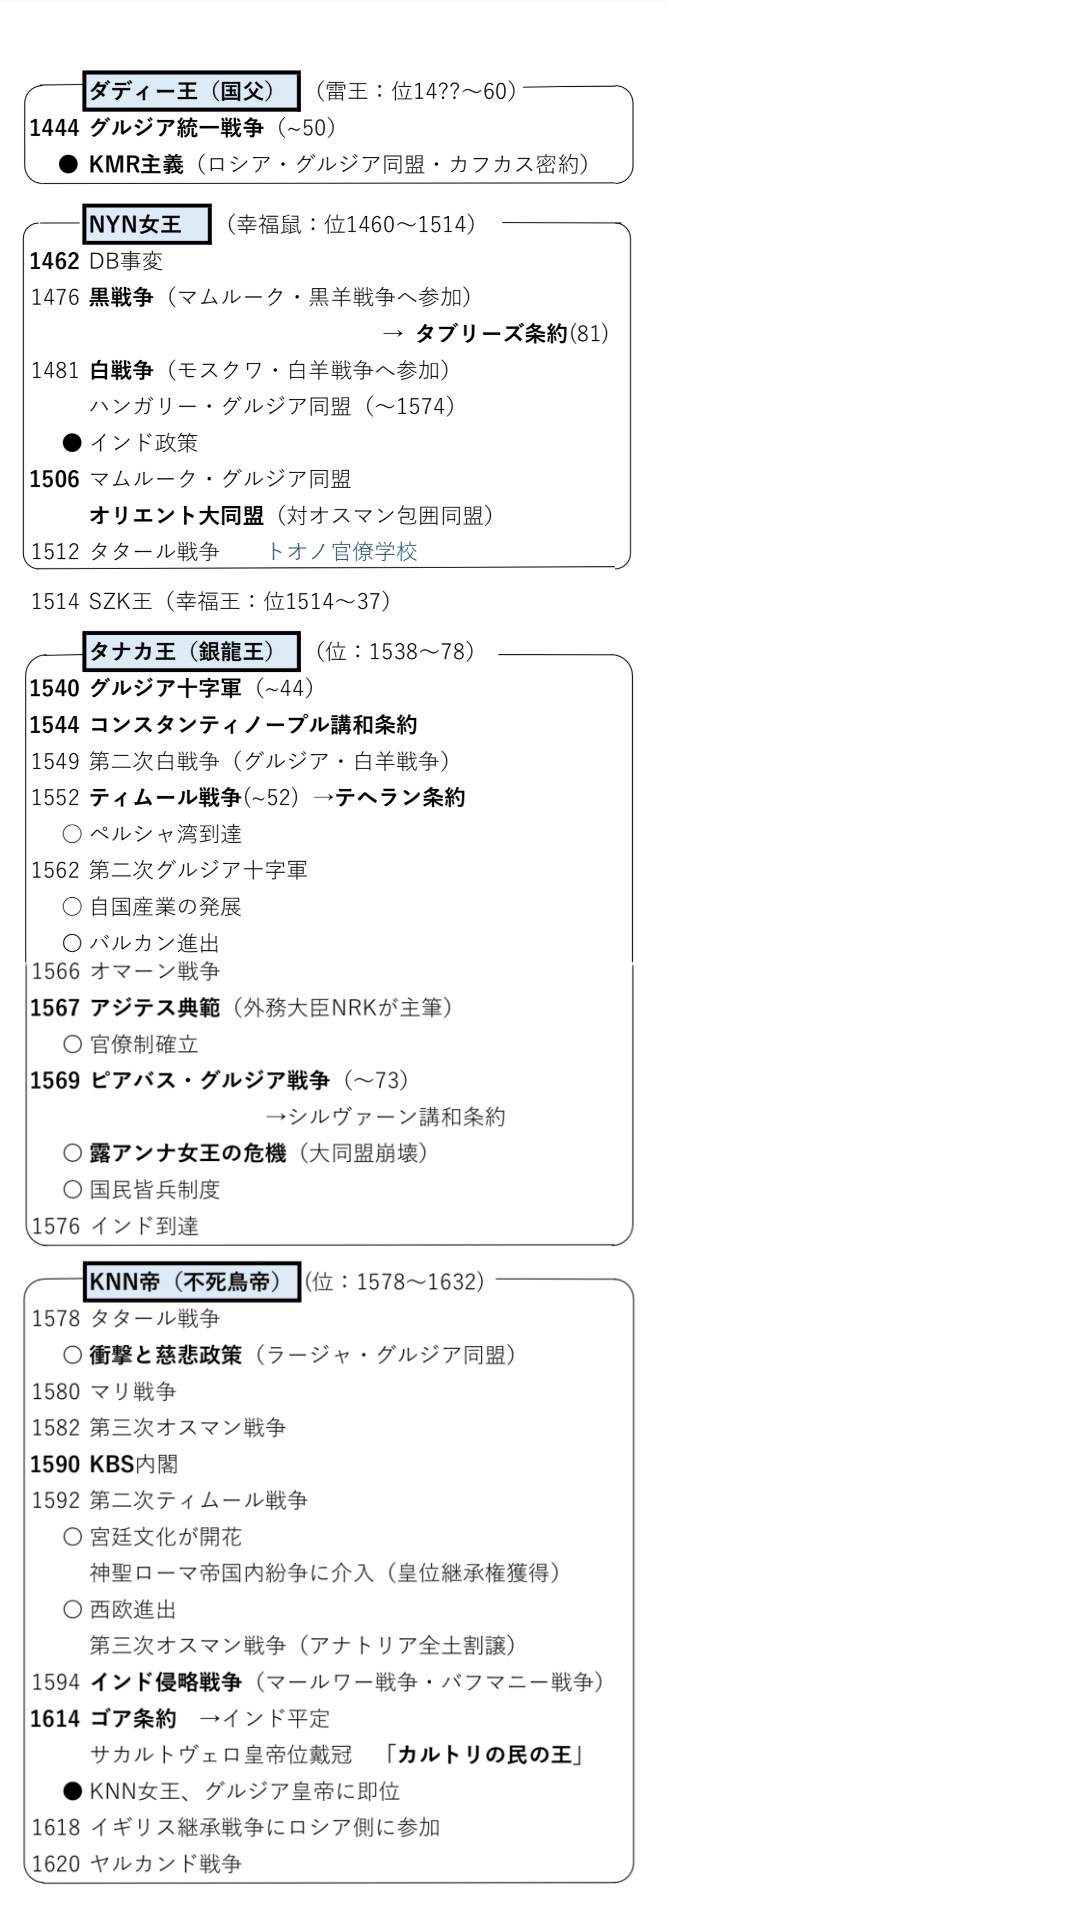 ダディー王（国父）（雷王：位14??～60）
1444 グルジア統一戦争（~50）
● KMR主義（ロシア・グルジア同盟・カフカス密約）
NYN女王（幸福鼠：位1460～1514）
1462 DB事変
1476 黒戦争（マムルーク・黒羊戦争へ参加）
→ タブリーズ条約(81)
1481 白戦争（モスクワ・白羊戦争へ参加）
ハンガリー・グルジア同盟（～1574）
● インド政策
1506 マムルーク・グルジア同盟
オリエント大同盟（対オスマン包囲同盟）
1512 タタール戦争　トオノ官僚学校
1514 SZK王（幸福王：位1514～37）
タナカ王（銀龍王）（位：1538～78）
1540 グルジア十字軍（~44）
1544 コンスタンティノープル講和条約
1549 第二次白戦争（グルジア・白羊戦争）
1552 ティムール戦争(~52) →テヘラン条約
○ ペルシャ湾到達
1562 第二次グルジア十字軍
○ 自国産業の発展
○ バルカン進出
1566 オマーン戦争
1567 アジテス典範（外務大臣NRKが主筆）
○ 官僚制確立
1569 ピアバス・グルジア戦争（～73）
→シルヴァーン講和条約
○ 露アンナ女王の危機（大同盟崩壊）
○ 国民皆兵制度
1576 インド到達
KNN帝（不死鳥帝）(位：1578～1632)
1578 タタール戦争
○ 衝撃と慈悲政策（ラージャ・グルジア同盟）
1580 マリ戦争
1582 第三次オスマン戦争
1590 KBS内閣
1592 第二次ティムール戦争
○ 宮廷文化が開花
神聖ローマ帝国内紛争に介入（皇位継承権獲得）
○ 西欧進出
第三次オスマン戦争（アナトリア全土割譲）
1594 インド侵略戦争（マールワー戦争・バフマニー戦争）
1614 ゴア条約　→インド平定
サカルトヴェロ皇帝位戴冠　「カルトリの民の王」
● KNN女王、グルジア皇帝に即位
1618 イギリス継承戦争にロシア側に参加
1620 ヤルカンド戦争